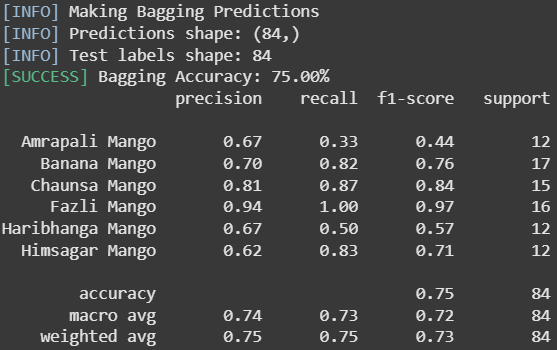 [INFO] Making Bagging Predictions
[INFO] Predictions shape: (84,)
[INFO] Test labels shape: 84
[SUCCESS] Bagging Accuracy: 75.00%
precision recall f1-score support
Amrapali Mango 0.67 0.33 0.44 12
Banana Mango 0.70 0.82 0.76 17
Chaunsa Mango 0.81 0.87 0.84 15
Fazli Mango 0.94 1.00 0.97 16
Haribhanga Mango 0.67 0.50 0.57 12
Himsagar Mango 0.62 0.83 0.71 12
accuracy 0.75 84
macro avg 0.74 0.73 0.72 84
weighted avg 0.75 0.75 0.73 84